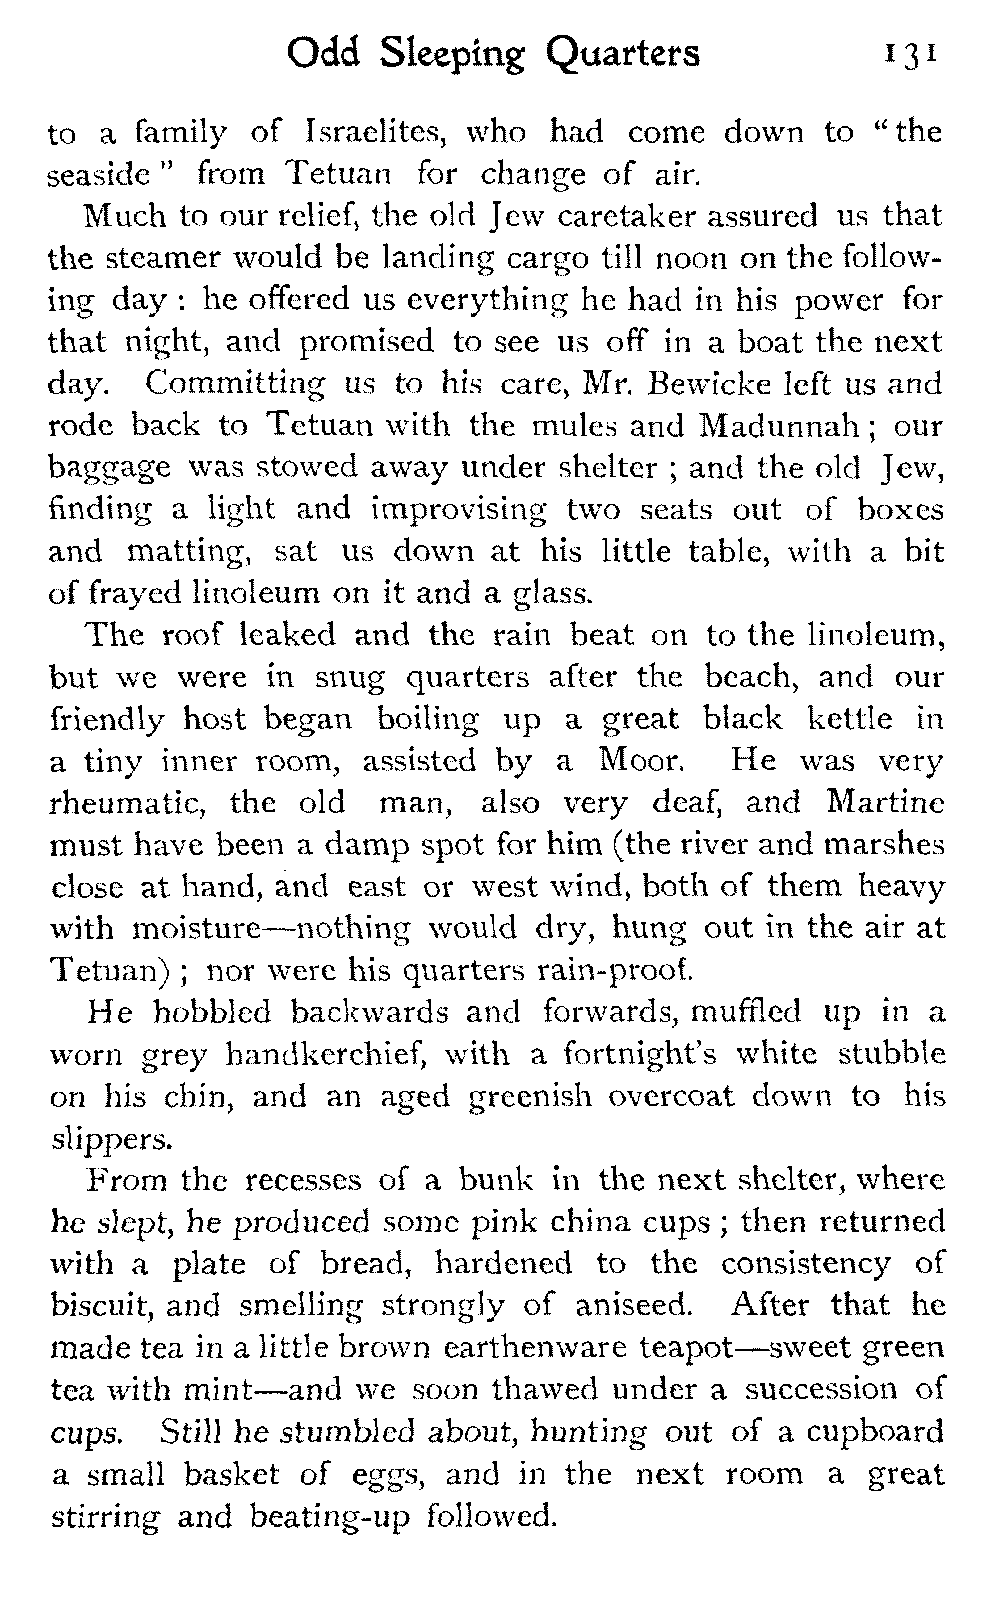 Odd Sleeping Quarters 131
to a family of Israelites, who had come down to “the
seaside” from Tetuan for change of air.
Much to our relief, the old Jew caretaker assured us that
the steamer would be landing cargo till noon on the follow-
ing day : he offered us everything he had in his power for
that night, and promised to see us off in a boat the next
day. Committing us to his care, Mr. Bewicke left us and
rode back to Tetuan with the mules and Madunnah ; our
baggage was stowed away under shelter ; and the old Jew,
finding a light and improvising two seats out of boxes
and matting, sat us down at his little table, with a bit
of frayed linoleum on it and a glass.
The roof leaked and the rain beat on to the linoleum,
but we were in snug quarters after the beach, and our
friendly host began boiling up a great black kettle in
a tiny inner room, assisted by a Moor. He was very
rheumatic, the old man, also very deaf, and Martine
must have been a damp spot for him (the river and marshes
close at hand, and east or west wind, both of them heavy
with moisture—nothing would dry, hung out in the air at
Tetuan) ; nor were his quarters rain-proof.
He hobbled backwards and forwards, muffled up in a
worn grey handkerchief, with a fortnight’s white stubble
on his chin, and an aged greenish overcoat down to his
slippers.
From the recesses of a bunk in the next shelter, where
he slept, he produced some pink china cups ; then returned
with a plate of bread, hardened to the consistency of
biscuit, and smelling strongly of aniseed. After that he
made tea in a little brown earthenware teapot—sweet green
tea with mint—and we soon thawed under a succession of
cups. Still he stumbled about, hunting out of a cupboard
a small basket of eggs, and in the next room a great
stirring and beating-up followed.